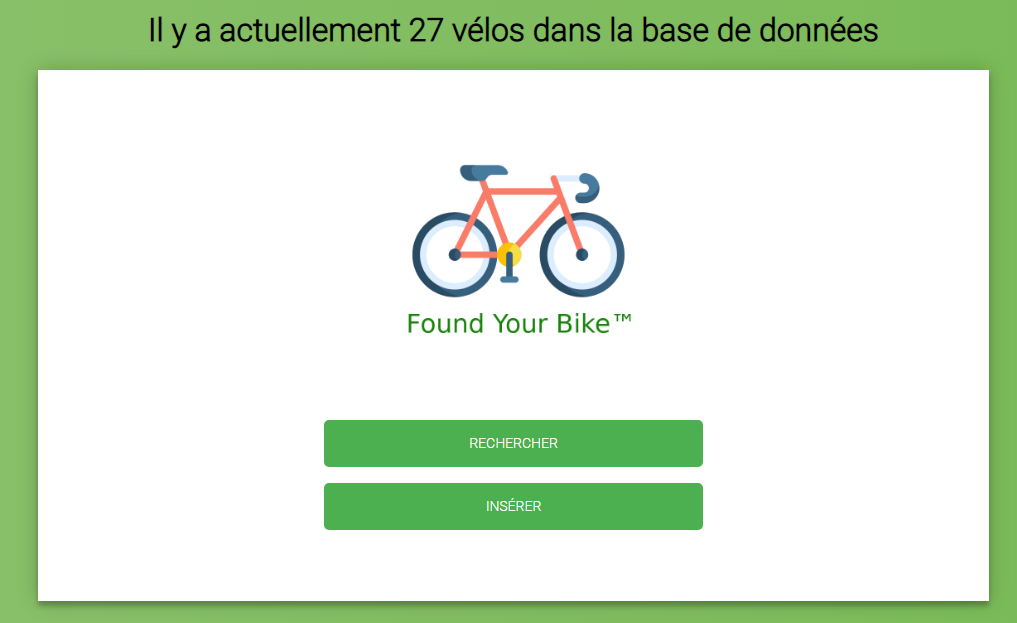 Il y a actuellement 27 vélos dans la base de données
Found Your Bike™
RECHERCHER
INSÉRER